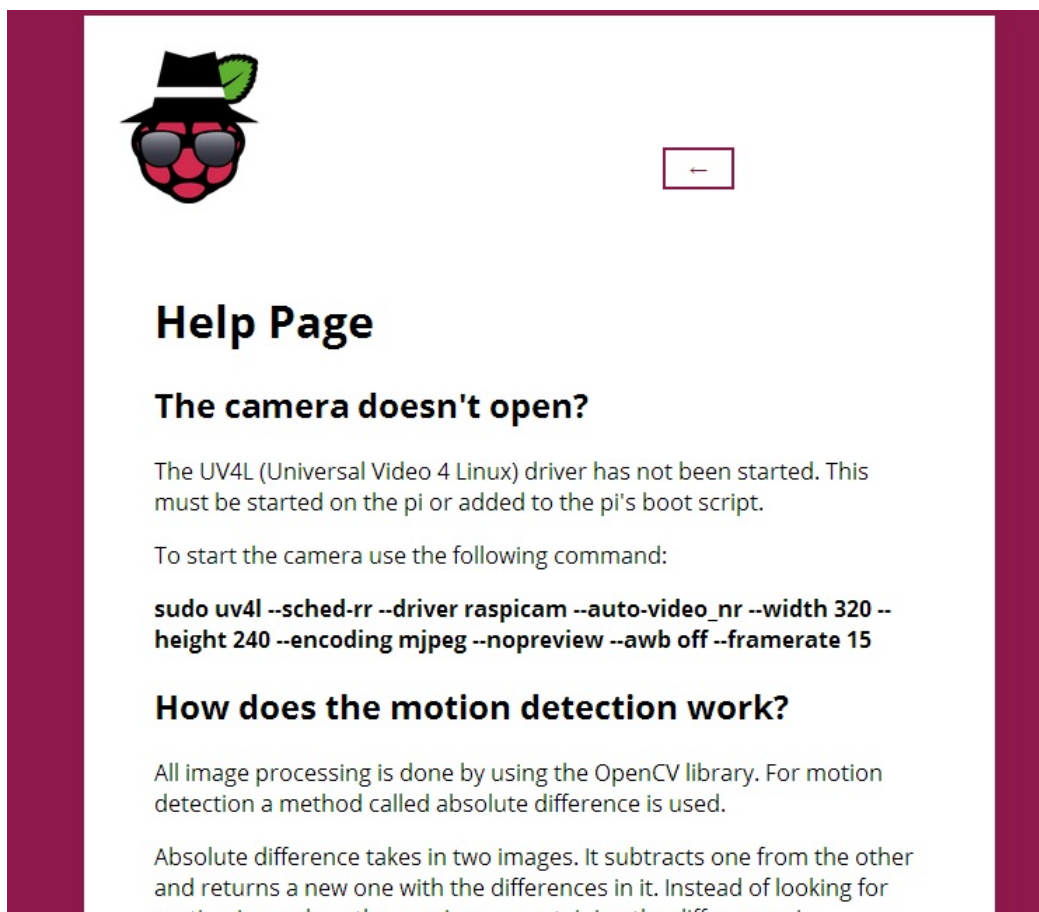 ←
Help Page
The camera doesn't open?
The UV4L (Universal Video 4 Linux) driver has not been started. This
must be started on the pi or added to the pi's boot script.
To start the camera use the following command:
sudo uv4l --sched-rr --driver raspicam --auto-video_nr --width 320 --
height 240 --encoding mjpeg --nopreview --awb off --framerate 15
How does the motion detection work?
All image processing is done by using the OpenCV library. For motion
detection a method called absolute difference is used.
Absolute difference takes in two images. It subtracts one from the other
and returns a new one with the differences in it. Instead of looking for